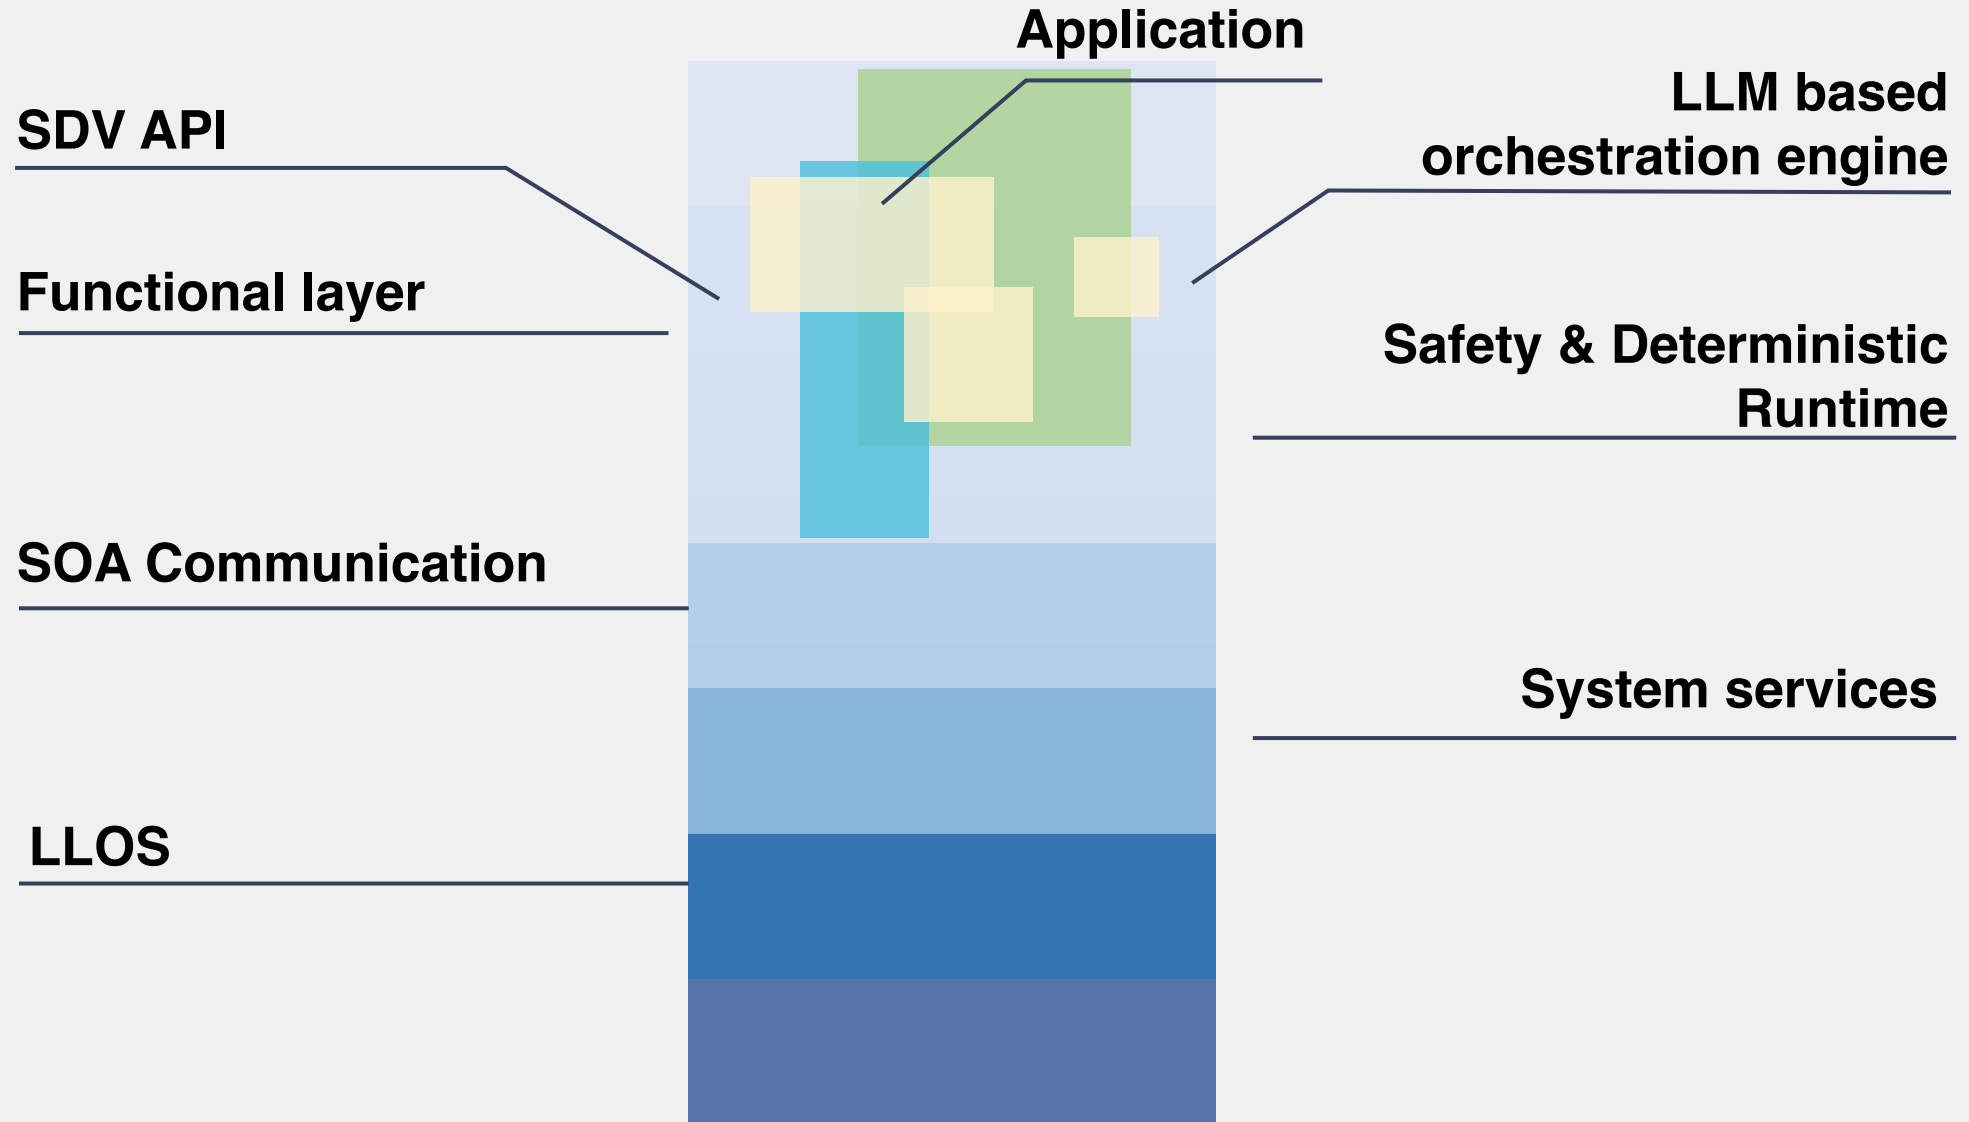 Application
SDV API
LLM based
orchestration engine
Functional layer
Safety & Deterministic
Runtime
SOA Communication
System services
LLOS